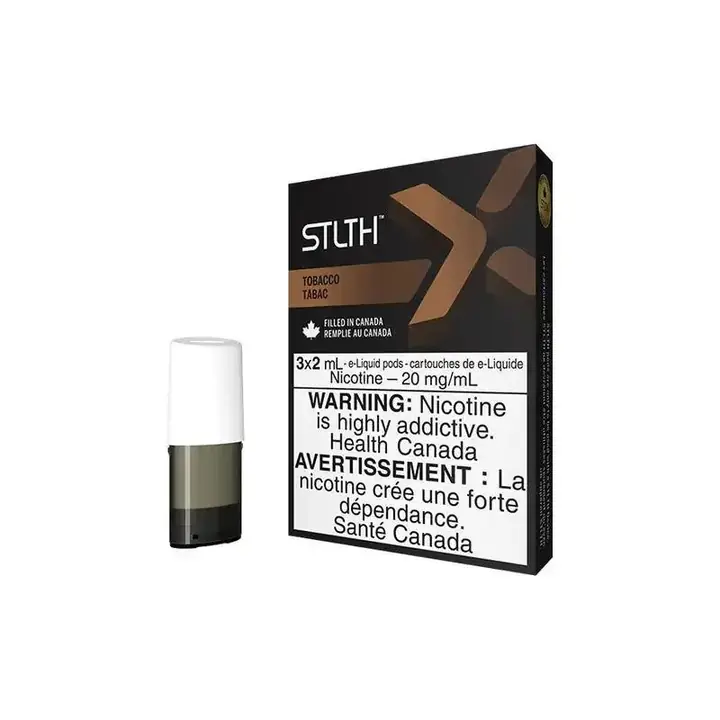 STLTH™
TOBACCO
TABAC
FILLED IN CANADA
REMPLIE AU CANADA
3x2 mL - e-Liquid pods - cartouches de e-Liquide
Nicotine – 20 mg/mL
WARNING: Nicotine
is highly addictive.
Health Canada
AVERTISSEMENT : La
nicotine crée une forte
dépendance.
Santé Canada